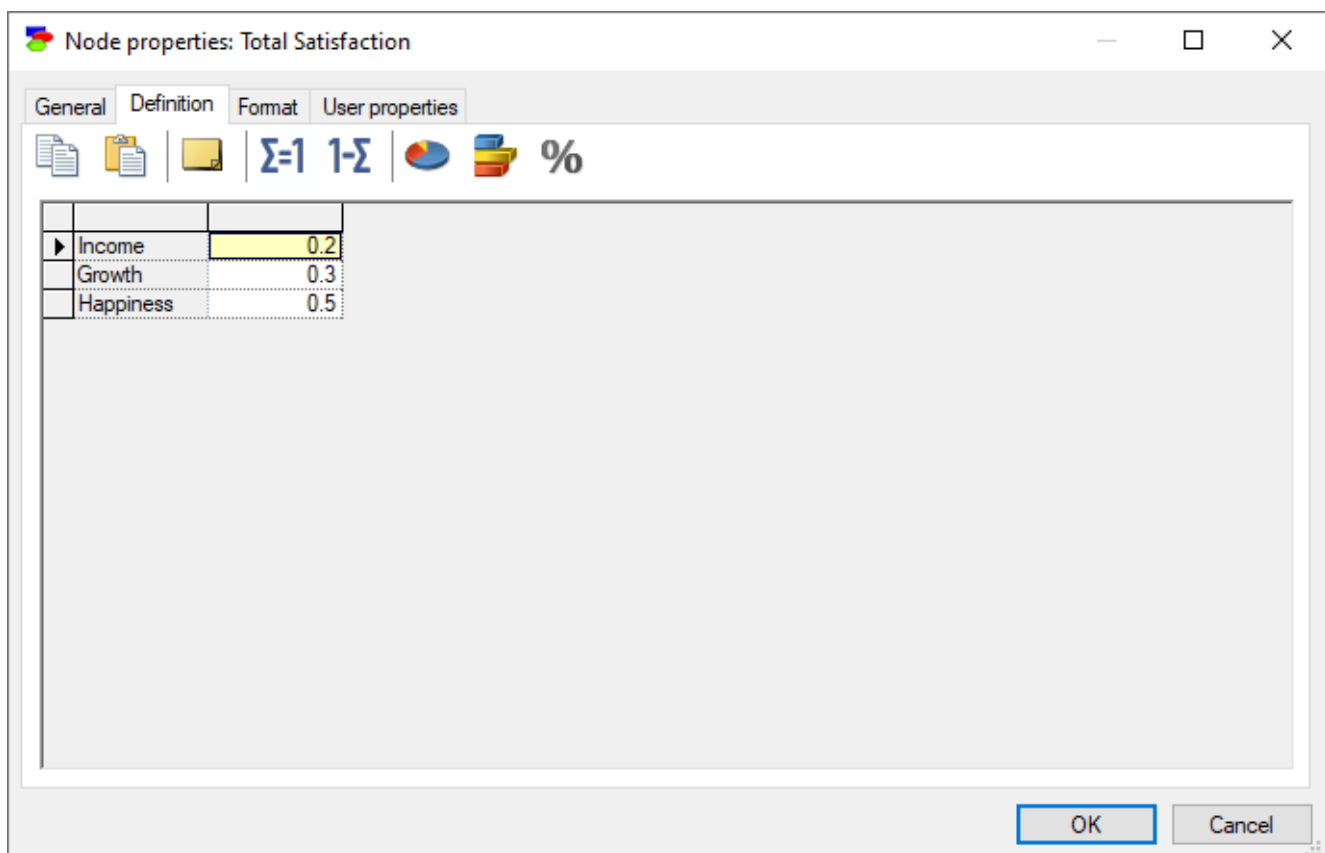 Node properties: Total Satisfaction
General Definition Format User properties
Σ=1 1-Σ %
Income 0.2
Growth 0.3
Happiness 0.5
OK Cancel